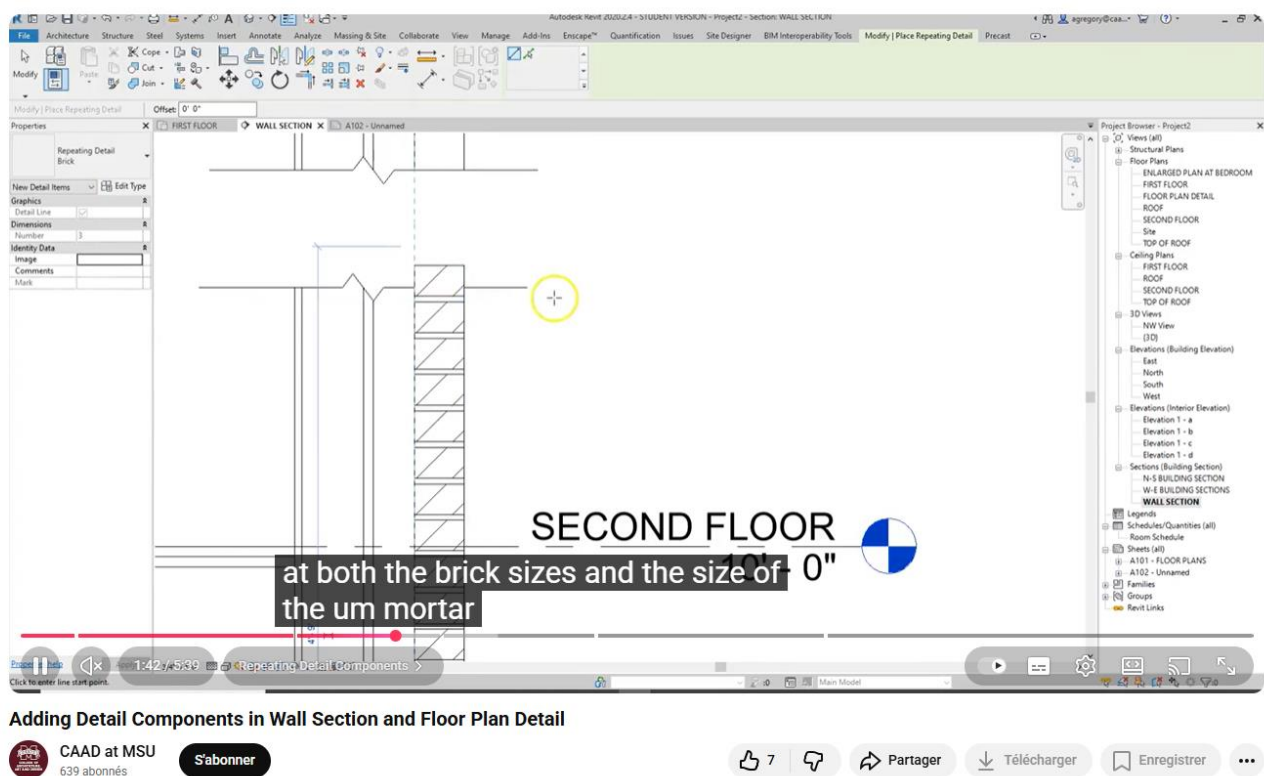 Autodesk Revit 2020.2.4 - STUDENT VERSION - Project2 - Section: WALL SECTION
agregory@caa...
File Architecture Structure Steel Systems Insert Annotate Analyze Massing & Site Collaborate View Manage Add-Ins Enscape™ Quantification Issues Site Designer BIM Interoperability Tools Modify | Place Repeating Detail Precast
Modify
Paste
Cope
Cut
Join
Modify | Place Repeating Detail Offset: 0' 0"
Properties
FIRST FLOOR
WALL SECTION
A102 - Unnamed
Repeating Detail
Brick
New Detail Items
Edit Type
Graphics
Detail Line
Dimensions
Number 3
Identity Data
Image
Comments
Mark
SECOND FLOOR
10' - 0"
at both the brick sizes and the size of
the um mortar
Project Browser - Project2
Views (all)
Structural Plans
Floor Plans
ENLARGED PLAN AT BEDROOM
FIRST FLOOR
FLOOR PLAN DETAIL
ROOF
SECOND FLOOR
Site
TOP OF ROOF
Ceiling Plans
FIRST FLOOR
ROOF
SECOND FLOOR
TOP OF ROOF
3D Views
NW View
{3D}
Elevations (Building Elevation)
East
North
South
West
Elevations (Interior Elevation)
Elevation 1 - a
Elevation 1 - b
Elevation 1 - c
Elevation 1 - d
Sections (Building Section)
N-S BUILDING SECTION
W-E BUILDING SECTIONS
WALL SECTION
Legends
Schedules/Quantities (all)
Room Schedule
Sheets (all)
A101 - FLOOR PLANS
A102 - Unnamed
Families
Groups
Revit Links
Properties help
1:42 / 5:39
Repeating Detail Components
Click to enter line start point.
:0
Main Model
Adding Detail Components in Wall Section and Floor Plan Detail
CAAD at MSU
639 abonnés
S'abonner
7
Partager
Télécharger
Enregistrer